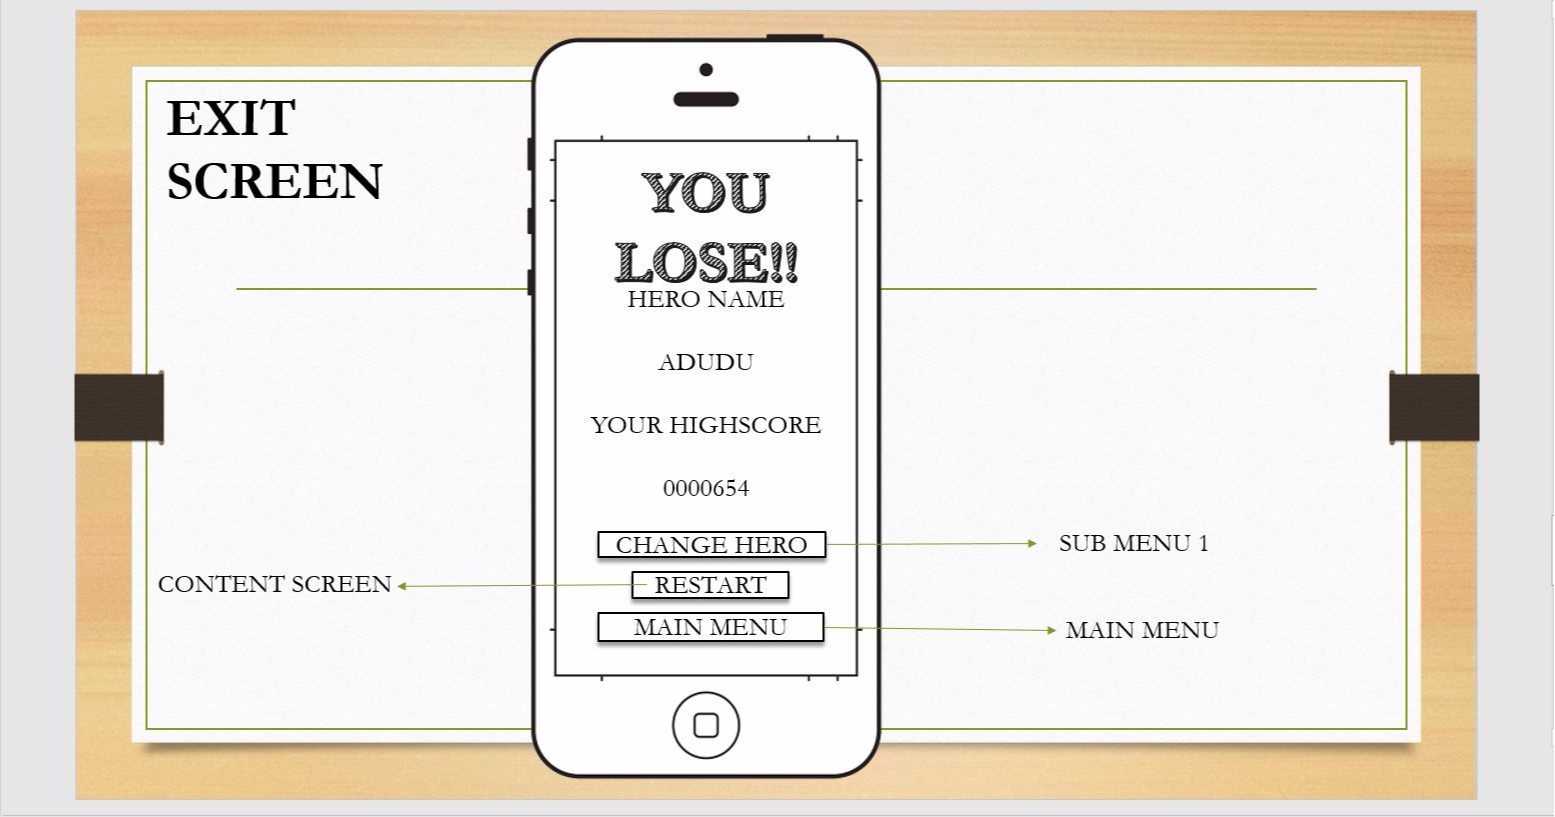 EXIT
SCREEN
YOU
LOSE!!
HERO NAME
ADUDU
YOUR HIGHSCORE
0000654
CHANGE HERO
SUB MENU 1
CONTENT SCREEN
RESTART
MAIN MENU
MAIN MENU